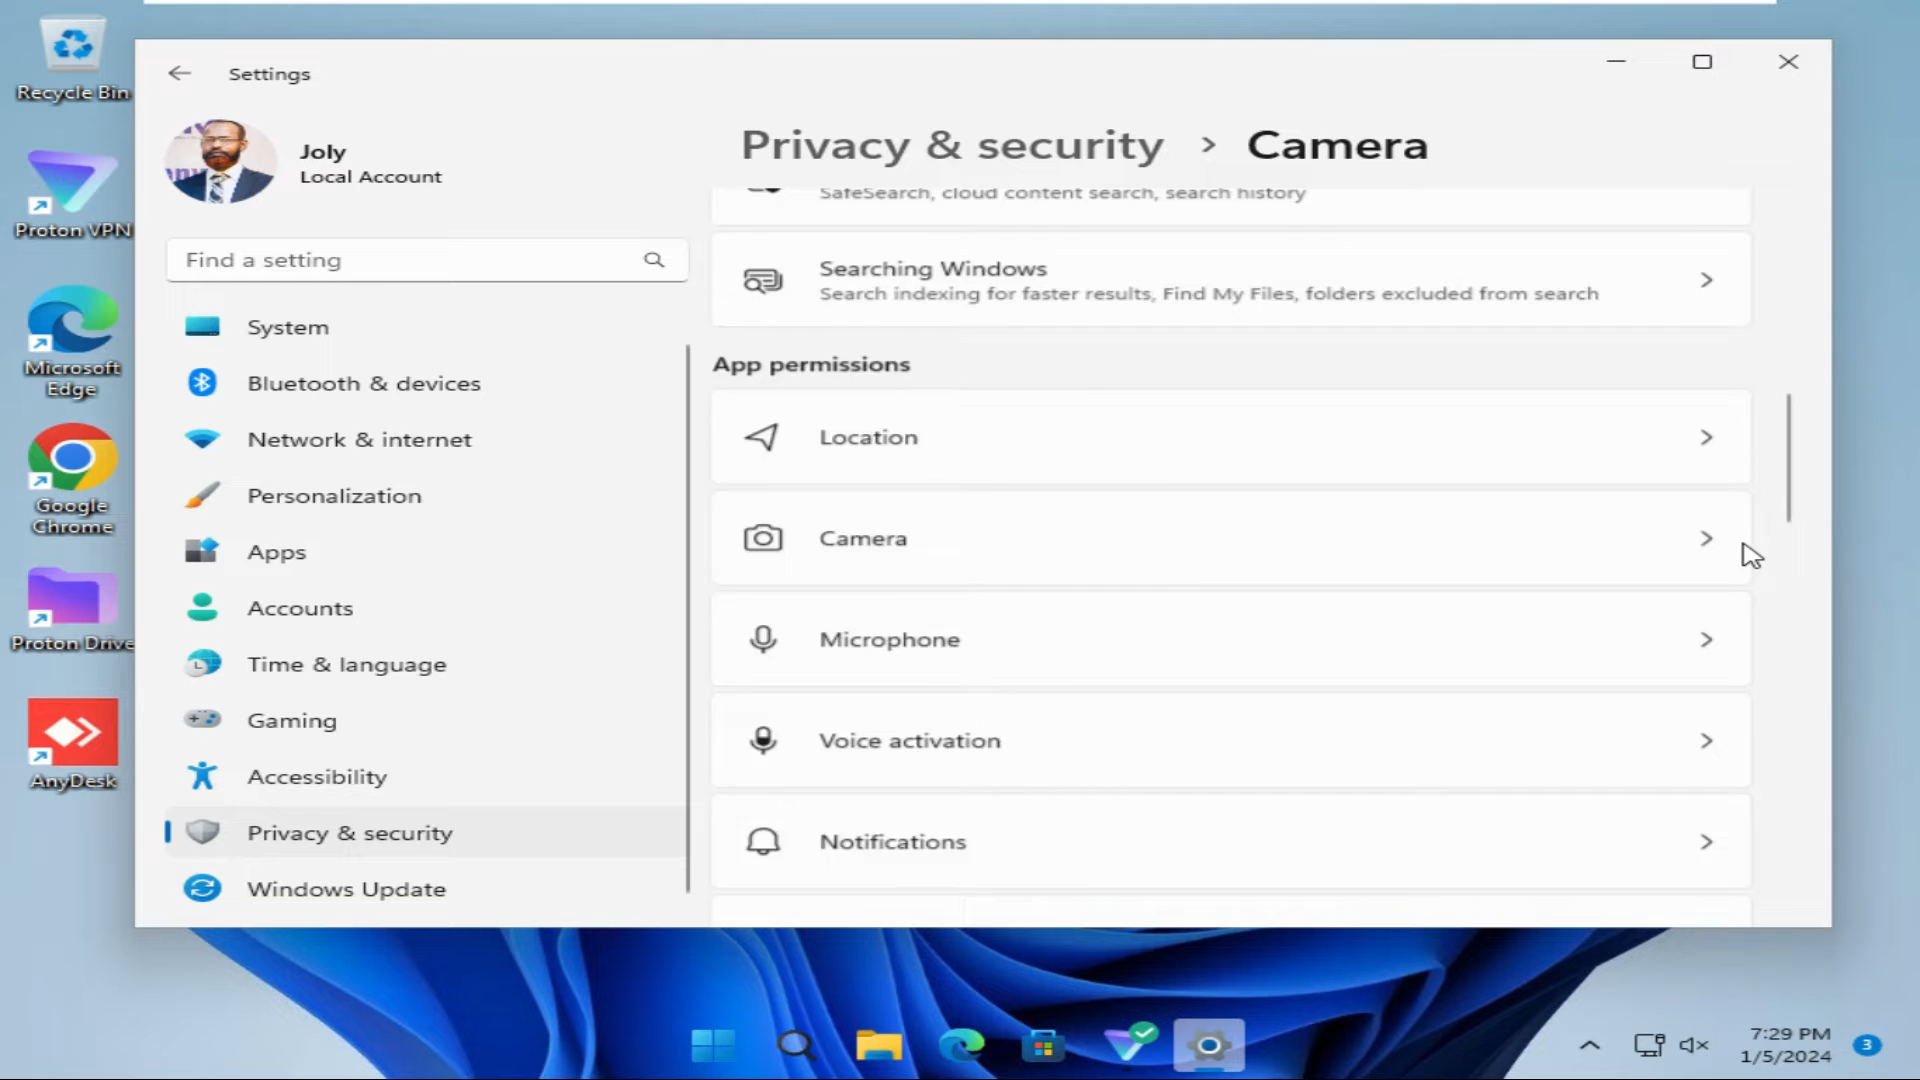 Recycle Bin
Proton VPN
Microsoft
Edge
Google
Chrome
Proton Drive
AnyDesk
Settings
Joly
Local Account
Find a setting
System
Bluetooth & devices
Network & internet
Personalization
Apps
Accounts
Time & language
Gaming
Accessibility
Privacy & security
Windows Update
Privacy & security > Camera
SafeSearch, cloud content search, search history
Searching Windows
Search indexing for faster results, Find My Files, folders excluded from search
App permissions
Location
Camera
Microphone
Voice activation
Notifications
7:29 PM
1/5/2024
3